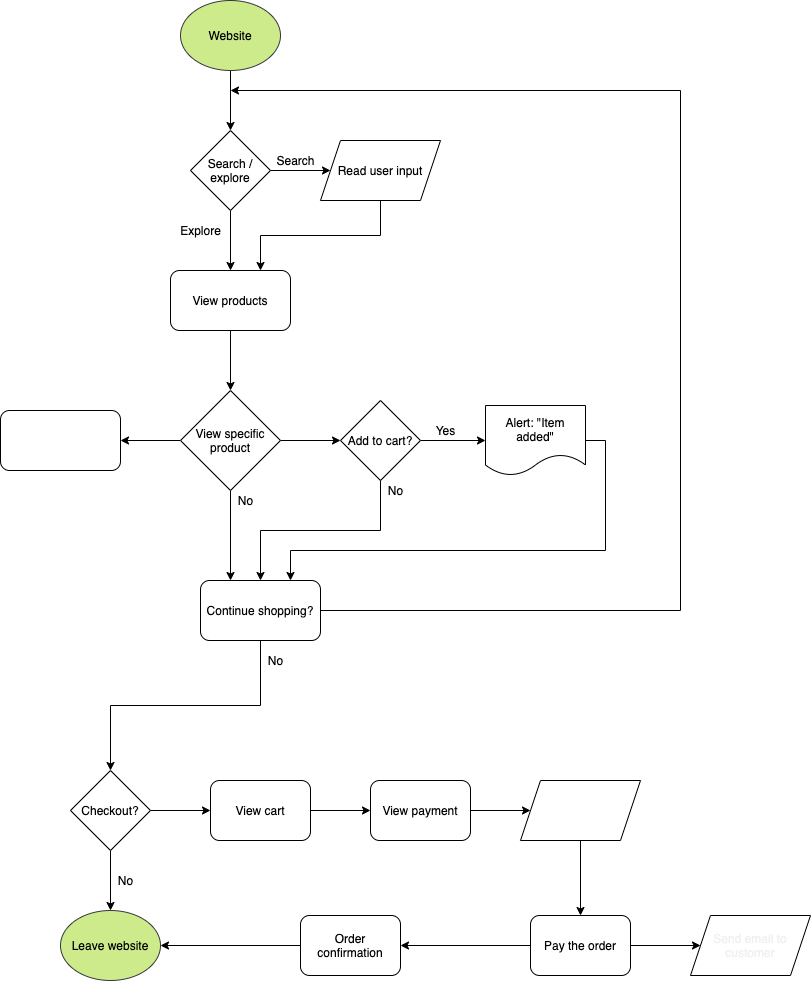 Website
Search /
explore
Search
Read user input
Explore
View products
View specific
product
Add to cart?
Yes
Alert: "Item
added"
No
No
Continue shopping?
No
Checkout?
View cart
View payment
No
Leave website
Order
confirmation
Pay the order
Send email to
customer